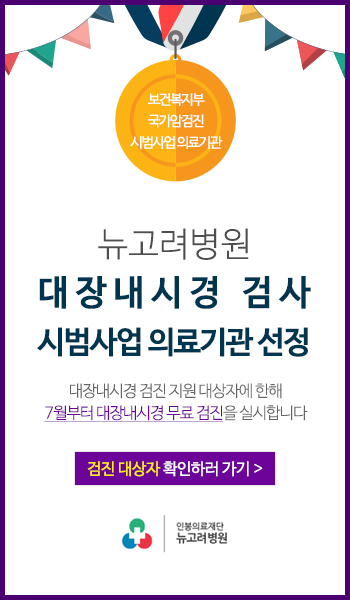 보건복지부
국가암검진
시범사업 의료기관
뉴고려병원
대장내시경 검사
시범사업 의료기관 선정
대장내시경 검진 지원 대상자에 한해
7월부터 대장내시경 무료 검진을 실시합니다
검진 대상자 확인하러 가기 >
인봉의료재단
뉴고려병원